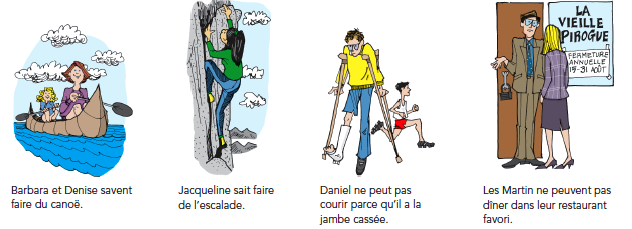 LA
VIEILLE
PIROGUE
FERMETURE
ANNUELLE
15-31 AOÛT
Barbara et Denise savent
faire du canoë.
Jacqueline sait faire
de l'escalade.
Daniel ne peut pas
courir parce qu'il a la
jambe cassée.
Les Martin ne peuvent pas
dîner dans leur restaurant
favori.